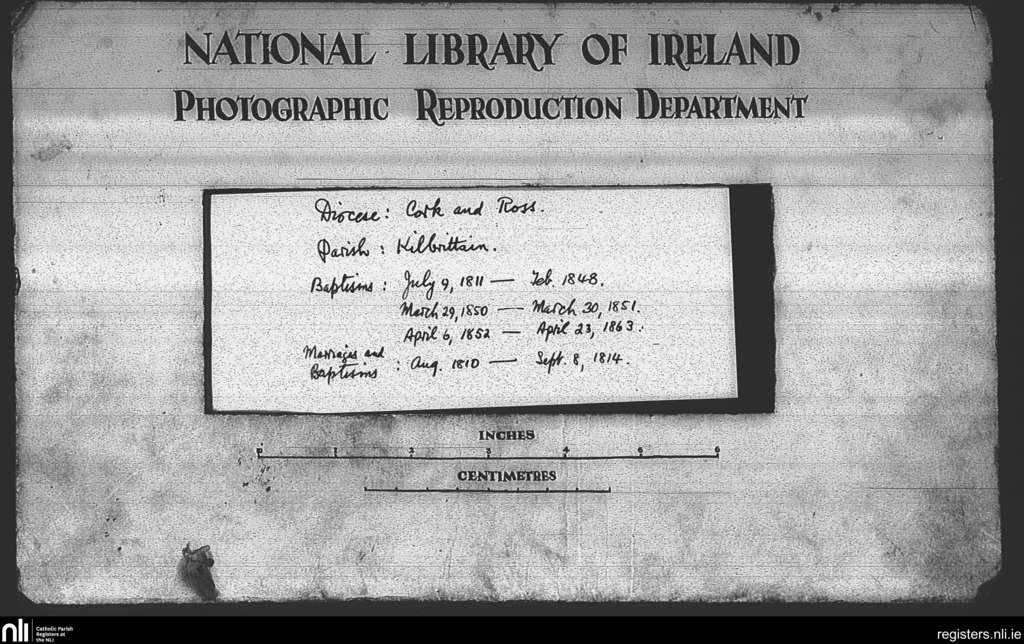 NATIONAL LIBRARY OF IRELAND
PHOTOGRAPHIC REPRODUCTION DEPARTMENT
Diocese: Cork and Ross.
Parish: Kilbrittain.
Baptisms: July 9, 1811 — Feb. 1848.
March 29, 1850 — March 30, 1851.
April 6, 1852 — April 23, 1863.
Marriages and
Baptisms : Aug. 1810 — Sept. 8, 1814.
INCHES
0 1 2 3 4 5 6
CENTIMETRES
nli Catholic Parish
Registers at
the NLI
registers.nli.ie